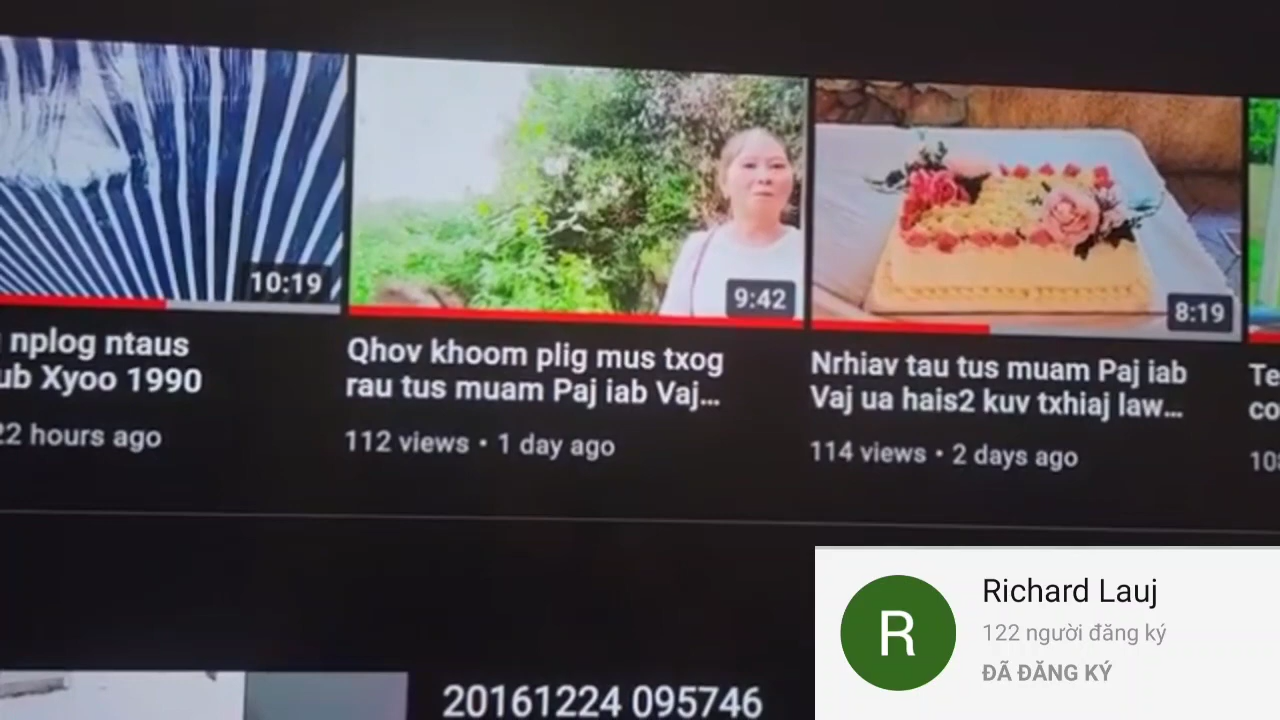 10:19
nplog ntaus
ub Xyoo 1990
22 hours ago
9:42
Qhov khoom plig mus txog
rau tus muam Paj iab Vaj...
112 views • 1 day ago
8:19
Nrhiav tau tus muam Paj iab
Vaj ua hais2 kuv txhiaj law...
114 views • 2 days ago
Te
co
10
20161224 095746
R
Richard Lauj
122 người đăng ký
ĐÃ ĐĂNG KÝ